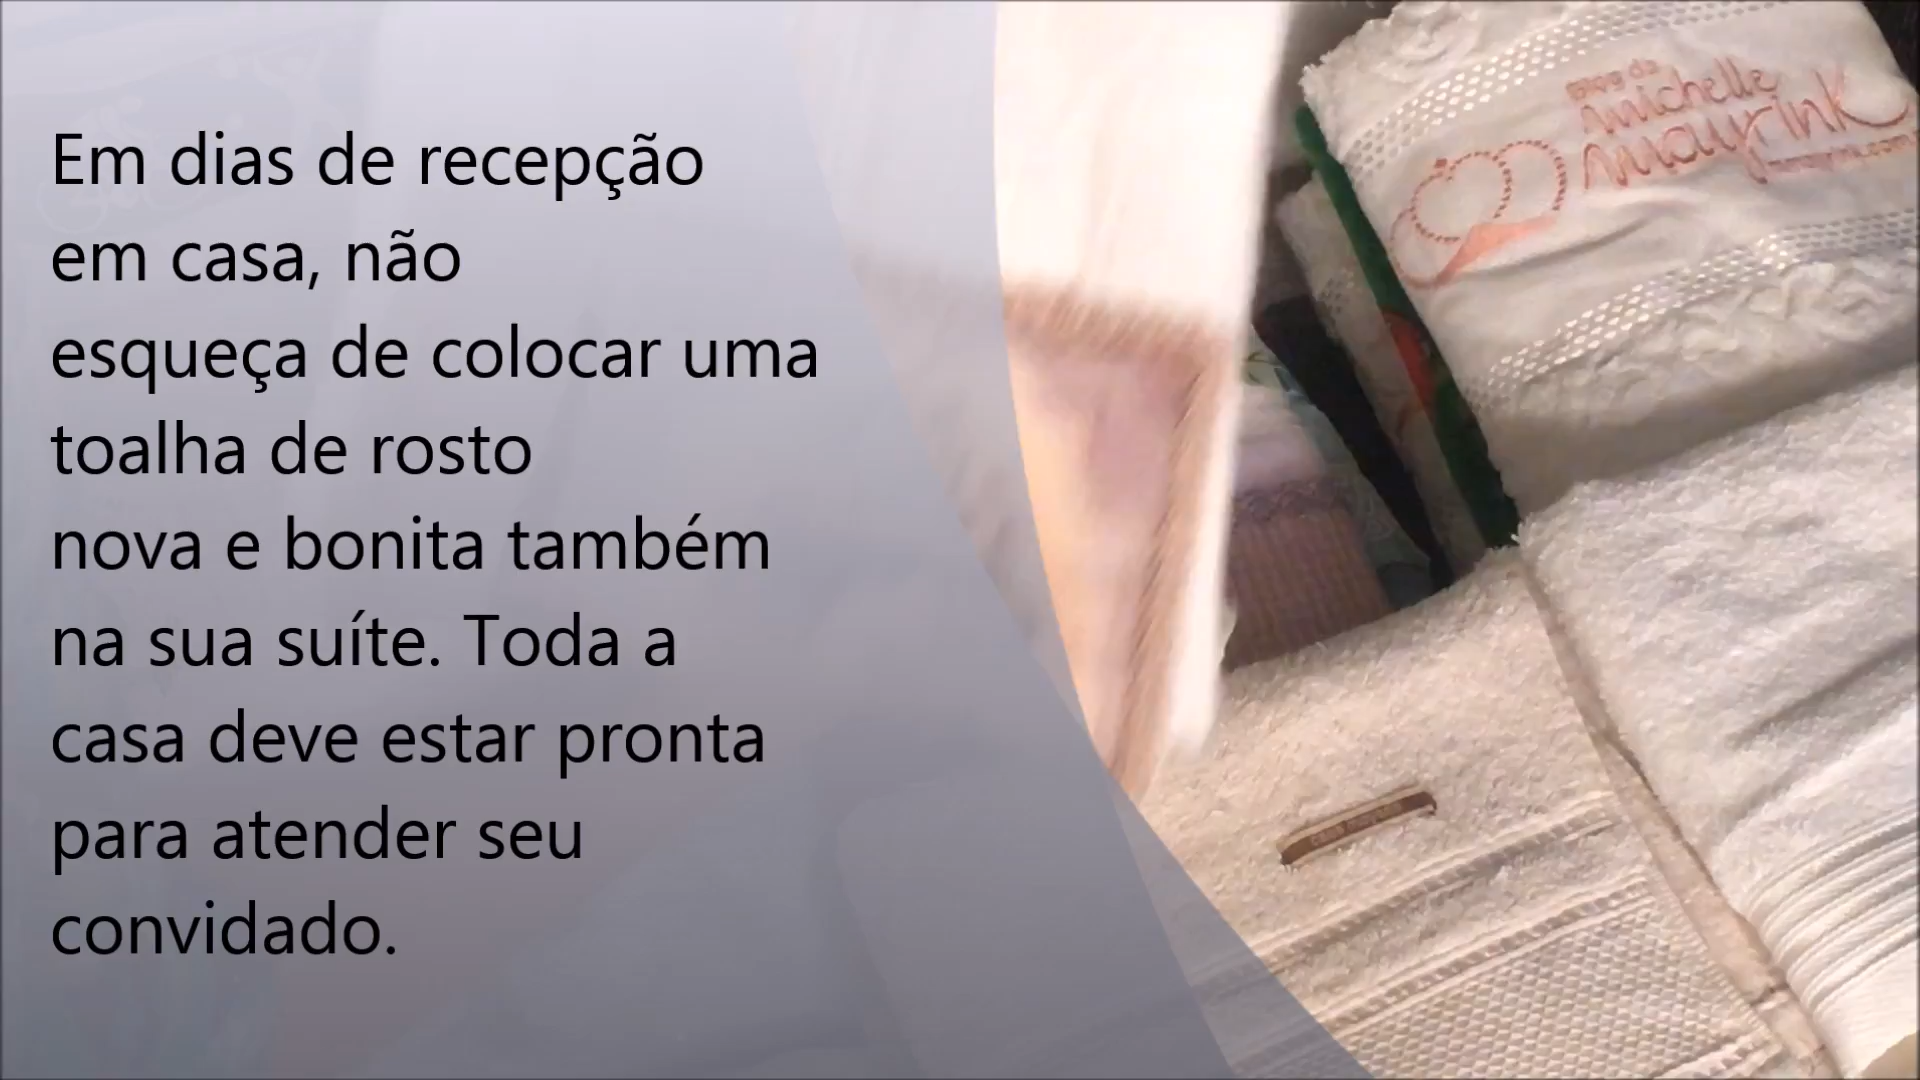 Em dias de recepção
em casa, não
esqueça de colocar uma
toalha de rosto
nova e bonita também
na sua suíte. Toda a
casa deve estar pronta
para atender seu
convidado.
michelle
mayrink